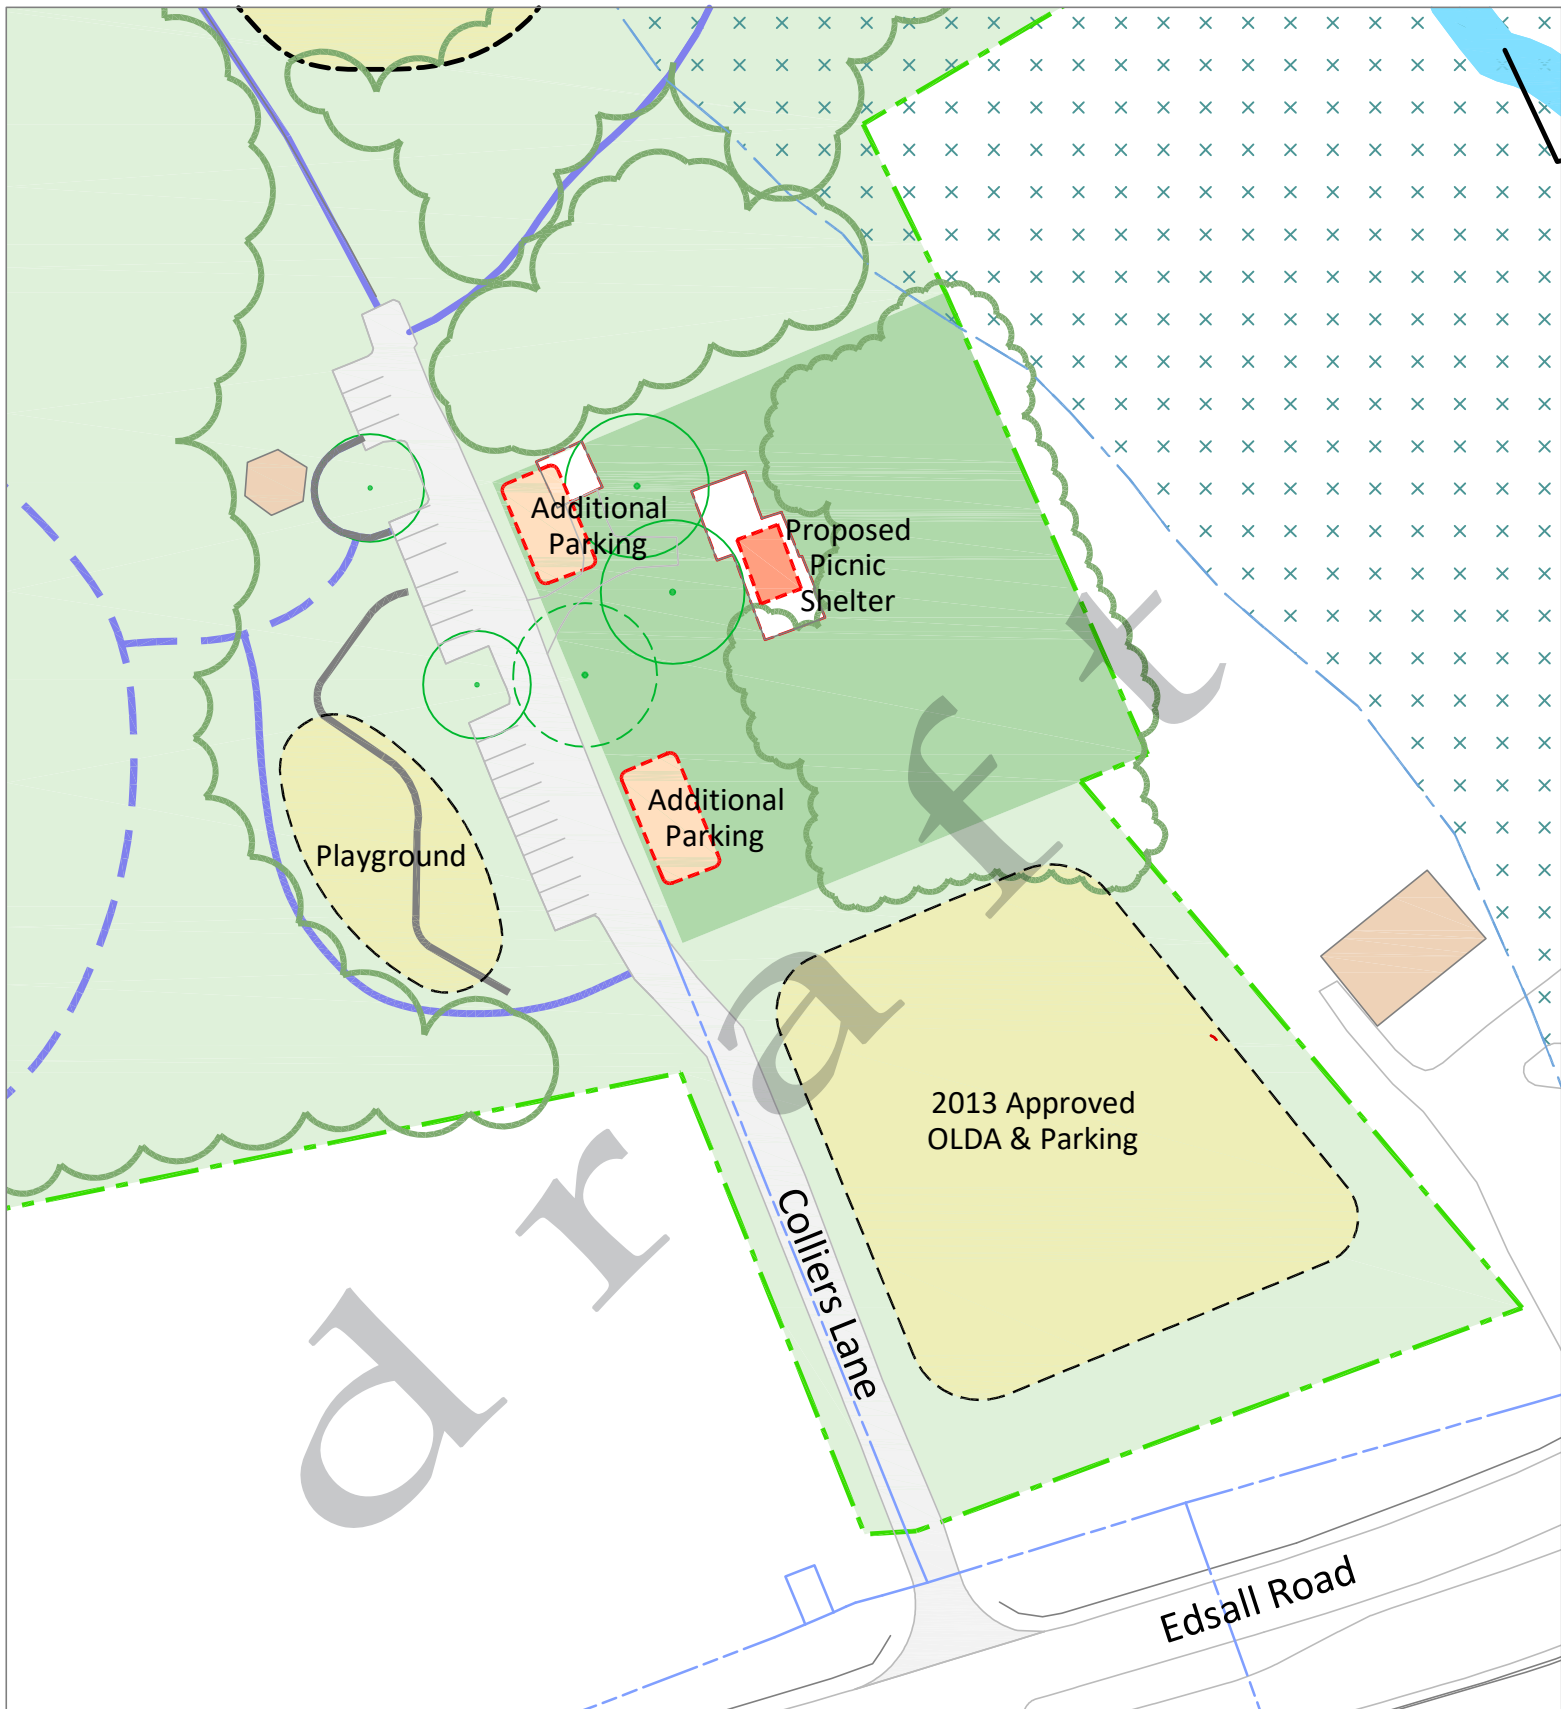 Additional
Parking
Proposed
Picnic
Shelter
Additional
Parking
Playground
2013 Approved
OLDA & Parking
Colliers Lane
Edsall Road
draft